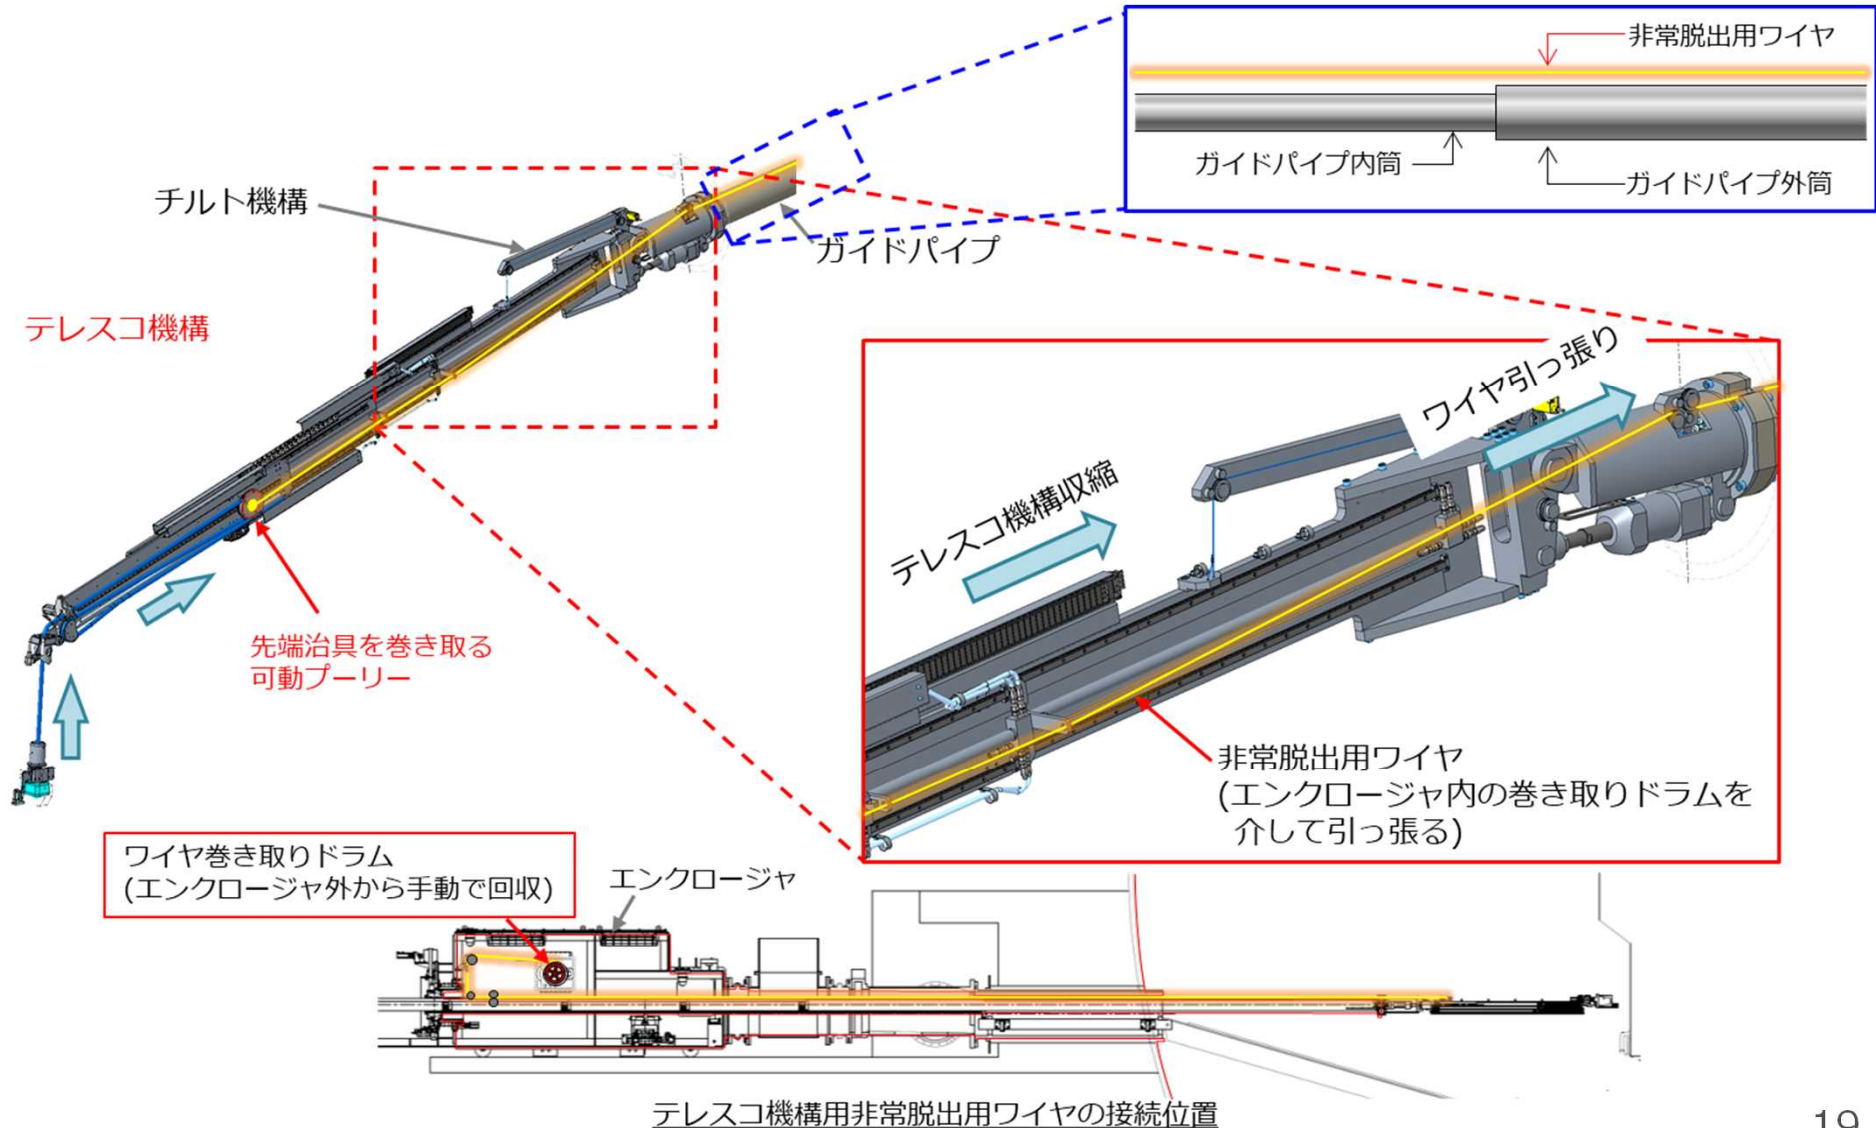 非常脱出用ワイヤ
ガイドパイプ内筒
ガイドパイプ外筒
チルト機構
ガイドパイプ
テレスコ機構
ワイヤ引っ張り
テレスコ機構収縮
先端治具を巻き取る
可動プーリー
非常脱出用ワイヤ
(エンクロージャ内の巻き取りドラムを
介して引っ張る)
ワイヤ巻き取りドラム
(エンクロージャ外から手動で回収)
エンクロージャ
テレスコ機構用非常脱出用ワイヤの接続位置
19